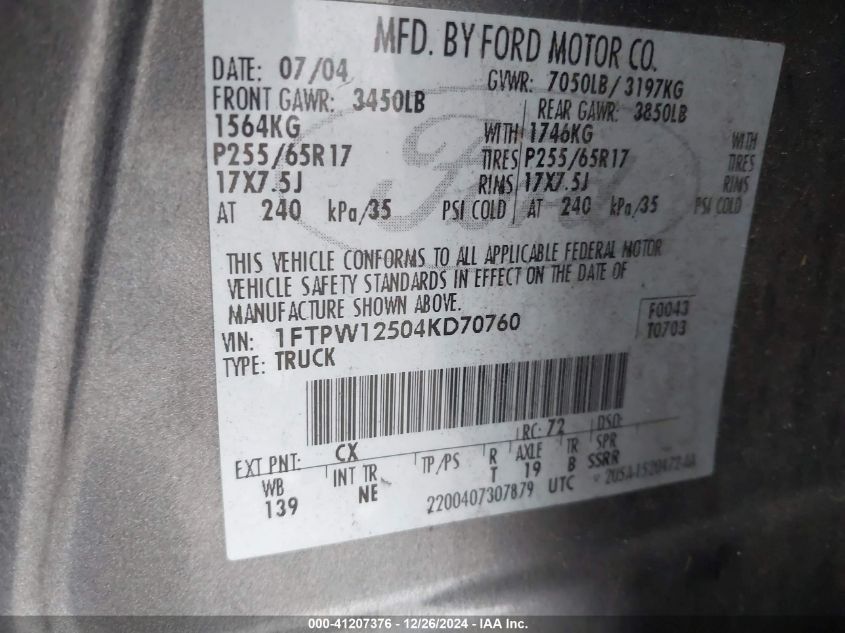 MFD. BY FORD MOTOR CO.
DATE: 07/04 GVWR: 7050LB/3197KG
FRONT GAWR: 3450LB REAR GAWR: 3850LB
1564KG WITH 1746KG WITH
P255/65R17 TIRES P255/65R17 TIRES
17X7.5J RIMS 17X7.5J RIMS
AT 240 kPa/35 PSI COLD AT 240 kPa/35 PSI COLD
THIS VEHICLE CONFORMS TO ALL APPLICABLE FEDERAL MOTOR
VEHICLE SAFETY STANDARDS IN EFFECT ON THE DATE OF
MANUFACTURE SHOWN ABOVE.
VIN: 1FTPW12504KD70760 F0043
TYPE: TRUCK T0703
EXT PNT: CX RC: 72 DSO:
WB INT TR TP/PS R AXLE TR SPR
139 NE T 19 B SSRR
2200407307879 UTC
000-41207376 - 12/26/2024 - IAA Inc.